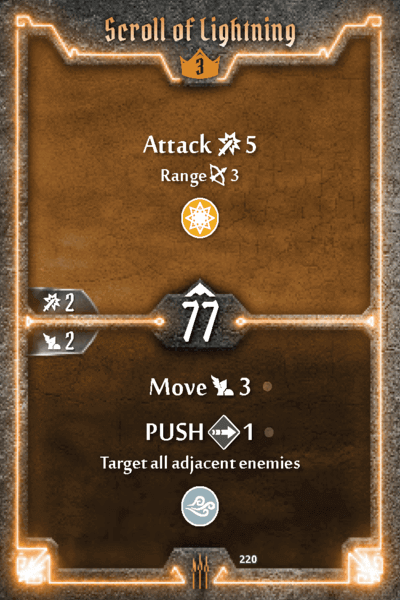 Scroll of Lightning
3
Attack 5
Range 3
2
77
2
Move 3
PUSH 1
Target all adjacent enemies
220